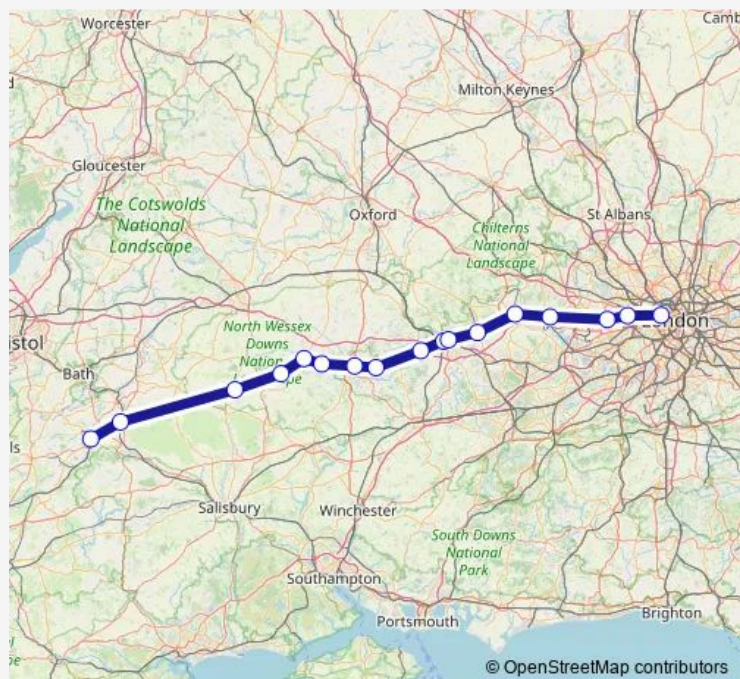 Worcester
Camb
Milton Keynes
Gloucester
The Cotswolds
National
Landscape
Oxford
St Albans
Chilterns
National
Landscape
North Wessex
Downs
London
istol
Bath
ls
Salisbury
Winchester
South Downs
National
Park
Southampton
Portsmouth
Brighton
© OpenStreetMap contributors